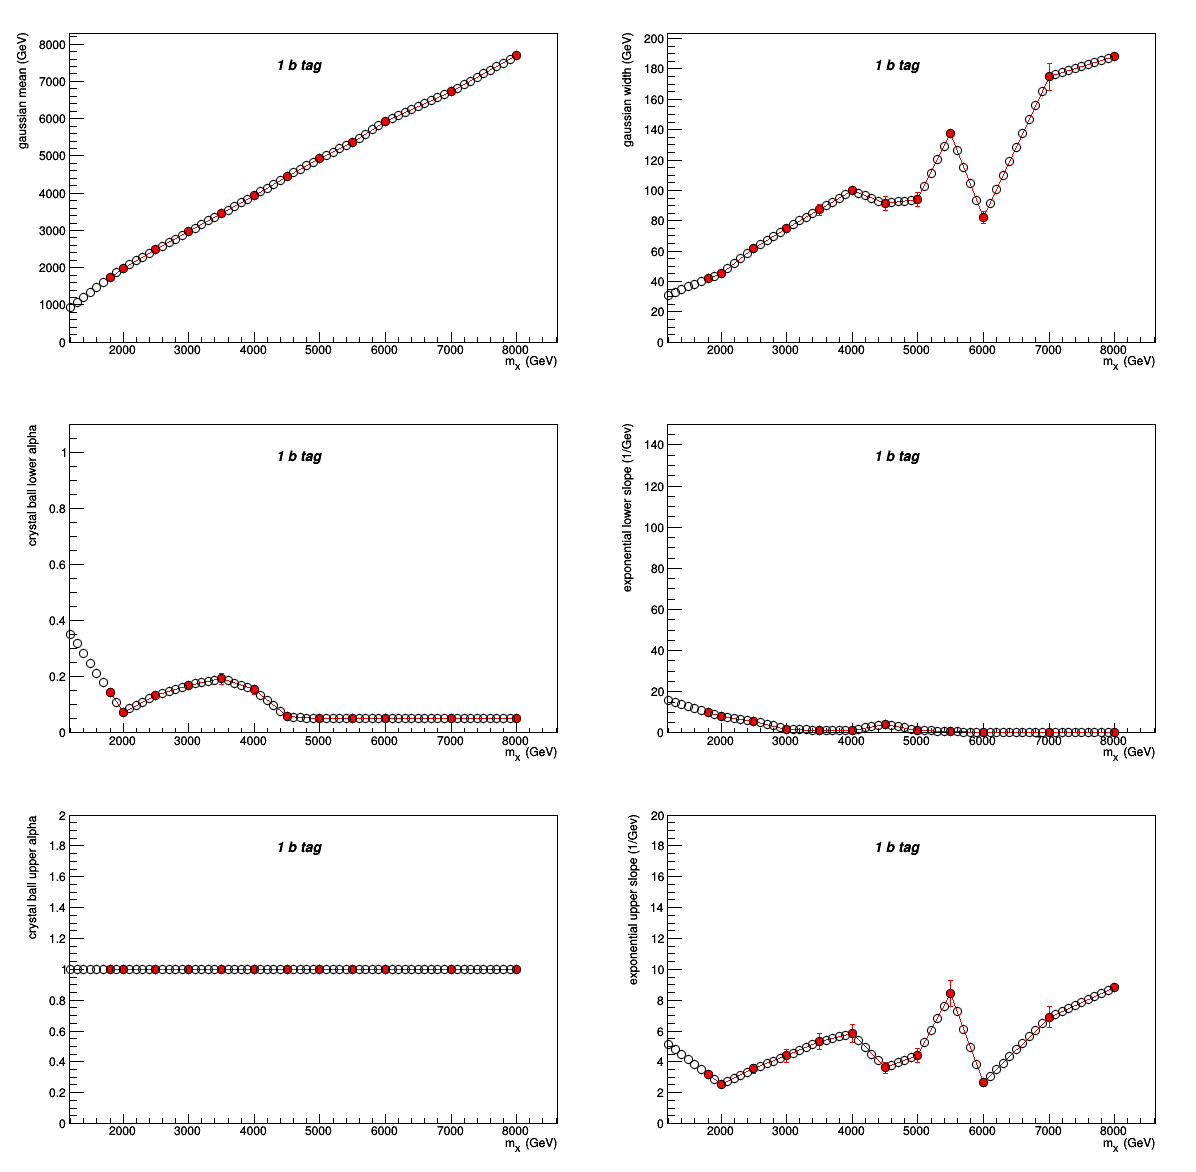 gaussian mean (GeV)
8000
7000
6000
5000
4000
3000
2000
1000
0
1 b tag
2000 3000 4000 5000 6000 7000 8000
mx (GeV)
gaussian width (GeV)
200
180
160
140
120
100
80
60
40
20
0
1 b tag
2000 3000 4000 5000 6000 7000 8000
mx (GeV)
crystal ball lower alpha
1
0.8
0.6
0.4
0.2
0
1 b tag
2000 3000 4000 5000 6000 7000 8000
mx (GeV)
exponential lower slope (1/Gev)
140
120
100
80
60
40
20
0
1 b tag
2000 3000 4000 5000 6000 7000 8000
mx (GeV)
crystal ball upper alpha
2
1.8
1.6
1.4
1.2
1
0.8
0.6
0.4
0.2
0
1 b tag
2000 3000 4000 5000 6000 7000 8000
mx (GeV)
exponential upper slope (1/Gev)
20
18
16
14
12
10
8
6
4
2
0
1 b tag
2000 3000 4000 5000 6000 7000 8000
mx (GeV)